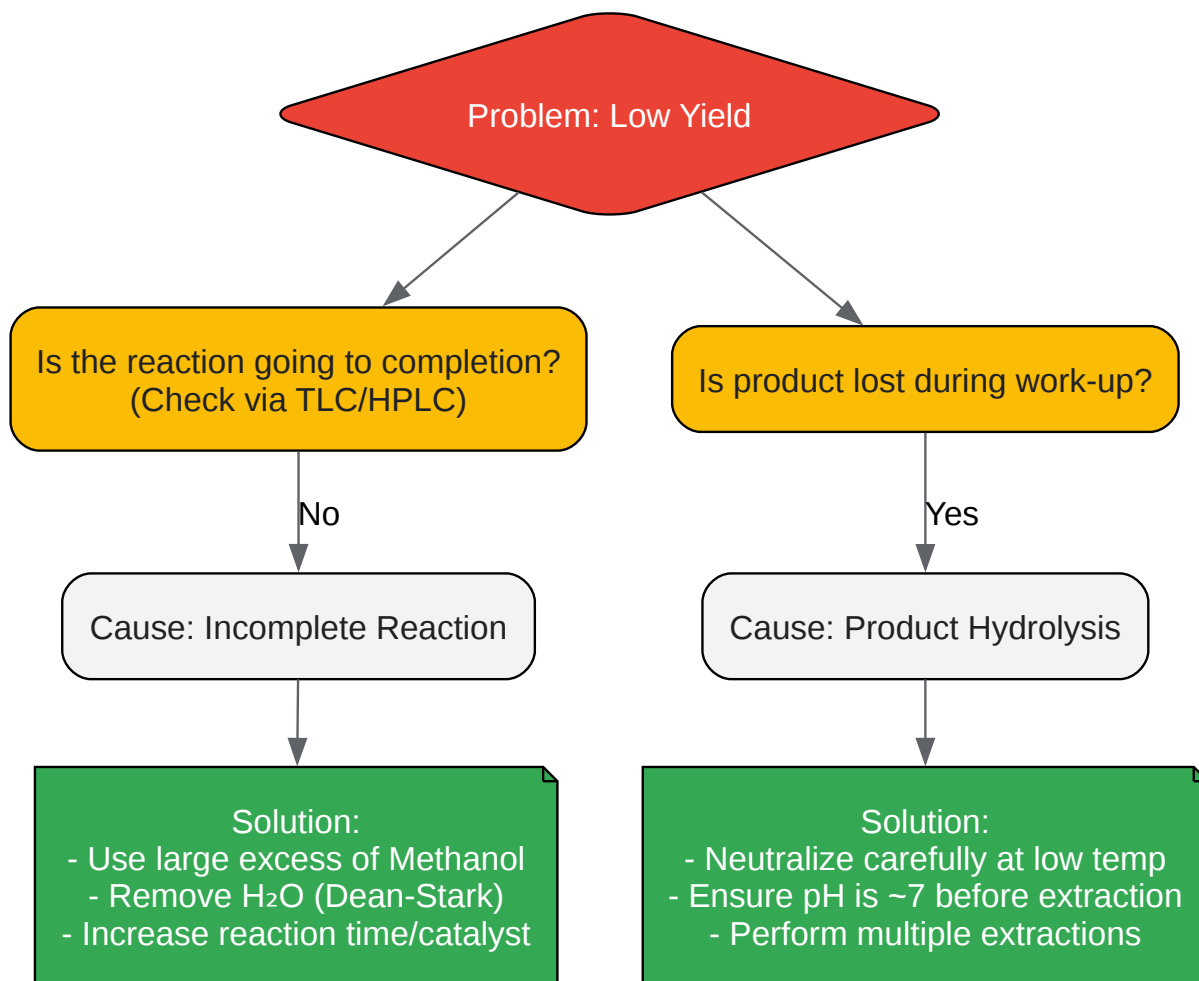 Problem: Low Yield
Is the reaction going to completion?
(Check via TLC/HPLC)
Is product lost during work-up?
No
Yes
Cause: Incomplete Reaction
Cause: Product Hydrolysis
Solution:
- Use large excess of Methanol
- Remove H₂O (Dean-Stark)
- Increase reaction time/catalyst
Solution:
- Neutralize carefully at low temp
- Ensure pH is ~7 before extraction
- Perform multiple extractions